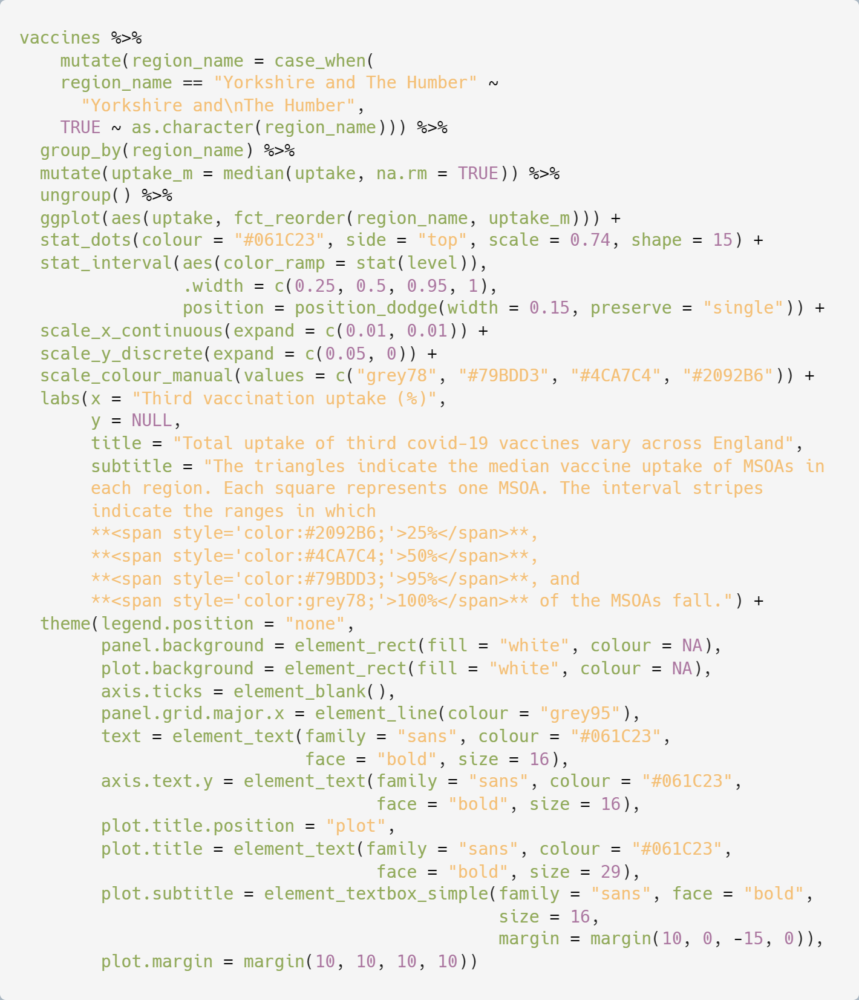 vaccines %>%
    mutate(region_name = case_when(
    region_name == "Yorkshire and The Humber" ~
      "Yorkshire and\nThe Humber",
    TRUE ~ as.character(region_name))) %>%
  group_by(region_name) %>%
  mutate(uptake_m = median(uptake, na.rm = TRUE)) %>%
  ungroup() %>%
  ggplot(aes(uptake, fct_reorder(region_name, uptake_m))) +
  stat_dots(colour = "#061C23", side = "top", scale = 0.74, shape = 15) +
  stat_interval(aes(color_ramp = stat(level)),
                .width = c(0.25, 0.5, 0.95, 1),
                position = position_dodge(width = 0.15, preserve = "single")) +
  scale_x_continuous(expand = c(0.01, 0.01)) +
  scale_y_discrete(expand = c(0.05, 0)) +
  scale_colour_manual(values = c("grey78", "#79BDD3", "#4CA7C4", "#2092B6")) +
  labs(x = "Third vaccination uptake (%)",
       y = NULL,
       title = "Total uptake of third covid-19 vaccines vary across England",
       subtitle = "The triangles indicate the median vaccine uptake of MSOAs in
       each region. Each square represents one MSOA. The interval stripes
       indicate the ranges in which
       **<span style='color:#2092B6;'>25%</span>**,
       **<span style='color:#4CA7C4;'>50%</span>**,
       **<span style='color:#79BDD3;'>95%</span>**, and
       **<span style='color:grey78;'>100%</span>** of the MSOAs fall.") +
  theme(legend.position = "none",
        panel.background = element_rect(fill = "white", colour = NA),
        plot.background = element_rect(fill = "white", colour = NA),
        axis.ticks = element_blank(),
        panel.grid.major.x = element_line(colour = "grey95"),
        text = element_text(family = "sans", colour = "#061C23",
                            face = "bold", size = 16),
        axis.text.y = element_text(family = "sans", colour = "#061C23",
                                   face = "bold", size = 16),
        plot.title.position = "plot",
        plot.title = element_text(family = "sans", colour = "#061C23",
                                   face = "bold", size = 29),
        plot.subtitle = element_textbox_simple(family = "sans", face = "bold",
                                               size = 16,
                                               margin = margin(10, 0, -15, 0)),
        plot.margin = margin(10, 10, 10, 10))